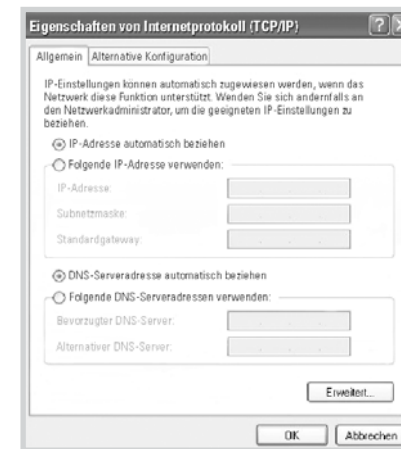 Eigenschaften von Internetprotokoll (TCP/IP)
Allgemein Alternative Konfiguration
IP-Einstellungen können automatisch zugewiesen werden, wenn das
Netzwerk diese Funktion unterstützt. Wenden Sie sich andernfalls an
den Netzwerkadministrator, um die geeigneten IP-Einstellungen zu
beziehen.
IP-Adresse automatisch beziehen
Folgende IP-Adresse verwenden:
IP-Adresse:
Subnetzmaske:
Standardgateway:
DNS-Serveradresse automatisch beziehen
Folgende DNS-Serveradressen verwenden:
Bevorzugter DNS-Server:
Alternativer DNS-Server:
Erweitert...
OK Abbrechen